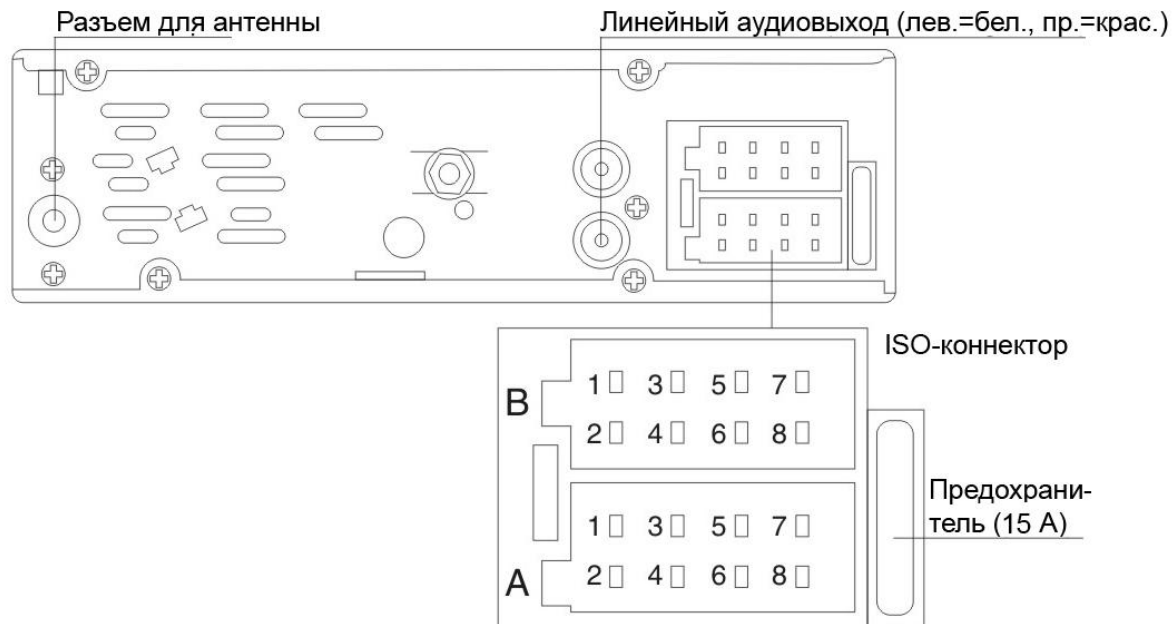 Разъем для антенны
Линейный аудиовыход (лев.=бел., пр.=крас.)
ISO-коннектор
B
1 3 5 7
2 4 6 8
Предохрани-
тель (15 А)
A
1 3 5 7
2 4 6 8